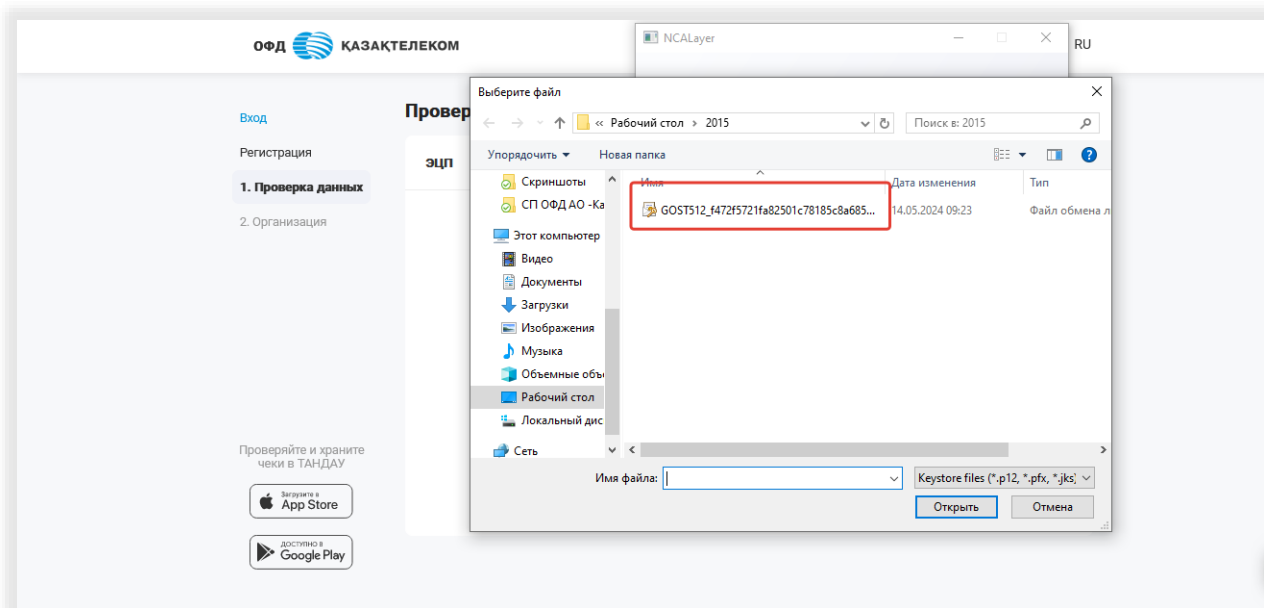 ОФД ҚАЗАҚТЕЛЕКОМ
NCALayer
RU
Выберите файл
Вход
Провер
« Рабочий стол › 2015
Поиск в: 2015
Регистрация
эцп
Упорядочить
Новая папка
1. Проверка данных
2. Организация
Скриншоты
СП ОФД АО -Ка
Этот компьютер
Видео
Документы
Загрузки
Изображения
Музыка
Объемные объ
Рабочий стол
Локальный дис
Сеть
Имя
Дата изменения
Тип
GOST512_f472f5721fa82501c78185c8a685...
14.05.2024 09:23
Файл обмена л
Имя файла:
Keystore files (*.p12, *.pfx, *.jks)
Открыть
Отмена
Проверяйте и храните
чеки в ТАНДАУ
Загрузите в
App Store
ДОСТУПНО В
Google Play